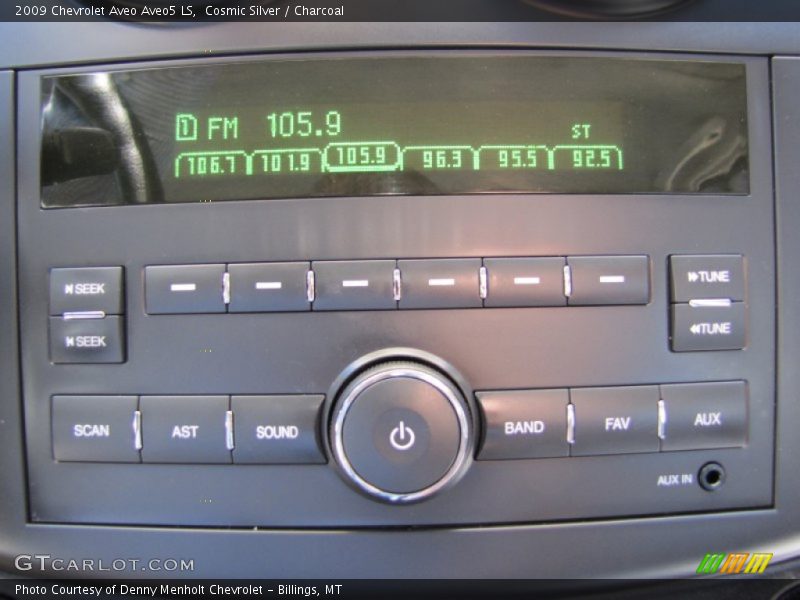 2009 Chevrolet Aveo Aveo5 LS, Cosmic Silver / Charcoal
1 FM 105.9 ST
106.7 101.9 105.9 96.3 95.5 92.5
SEEK TUNE
SEEK TUNE
SCAN AST SOUND BAND FAV AUX
AUX IN
GTCARLOT.COM
Photo Courtesy of Denny Menholt Chevrolet - Billings, MT